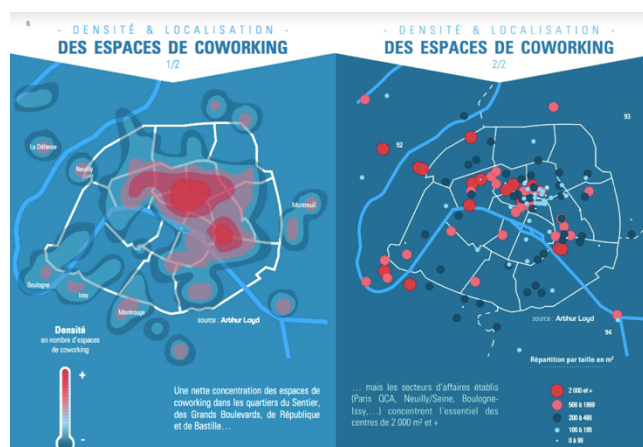 6
- DENSITÉ & LOCALISATION -
DES ESPACES DE COWORKING
1/2
La Défense
Neuilly
Montreuil
Boulogne
Issy
Montrouge
source : Arthur Loyd
Densité
en nombre d'espaces
de coworking
+
-
Une nette concentration des espaces de
coworking dans les quartiers du Sentier,
des Grands Boulevards, de République
et de Bastille...
- DENSITÉ & LOCALISATION -
DES ESPACES DE COWORKING
2/2
93
92
94
source : Arthur Loyd
... mais les secteurs d'affaires établis
(Paris QCA, Neuilly/Seine, Boulogne-
Issy,...) concentrent l'essentiel des
centres de 2 000 m² et +
Répartition par taille en m²
2 000 et +
500 à 1999
200 à 499
100 à 199
0 à 99